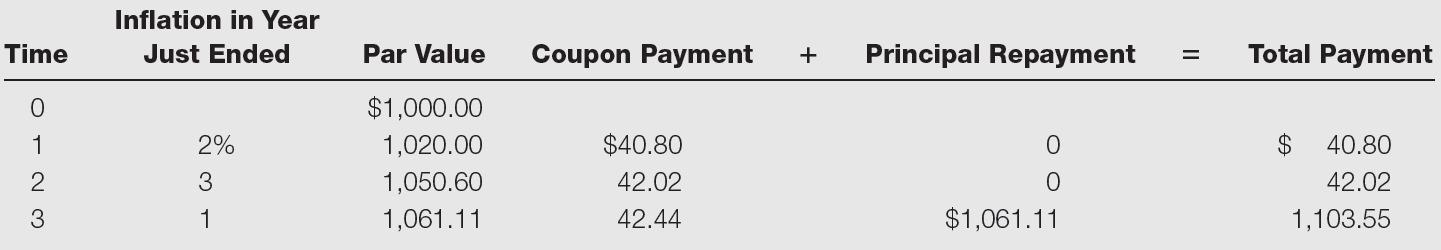 Inflation in Year
Time Just Ended Par Value Coupon Payment + Principal Repayment = Total Payment
0 $1,000.00
1 2% 1,020.00 $40.80 0 $ 40.80
2 3 1,050.60 42.02 0 42.02
3 1 1,061.11 42.44 $1,061.11 1,103.55